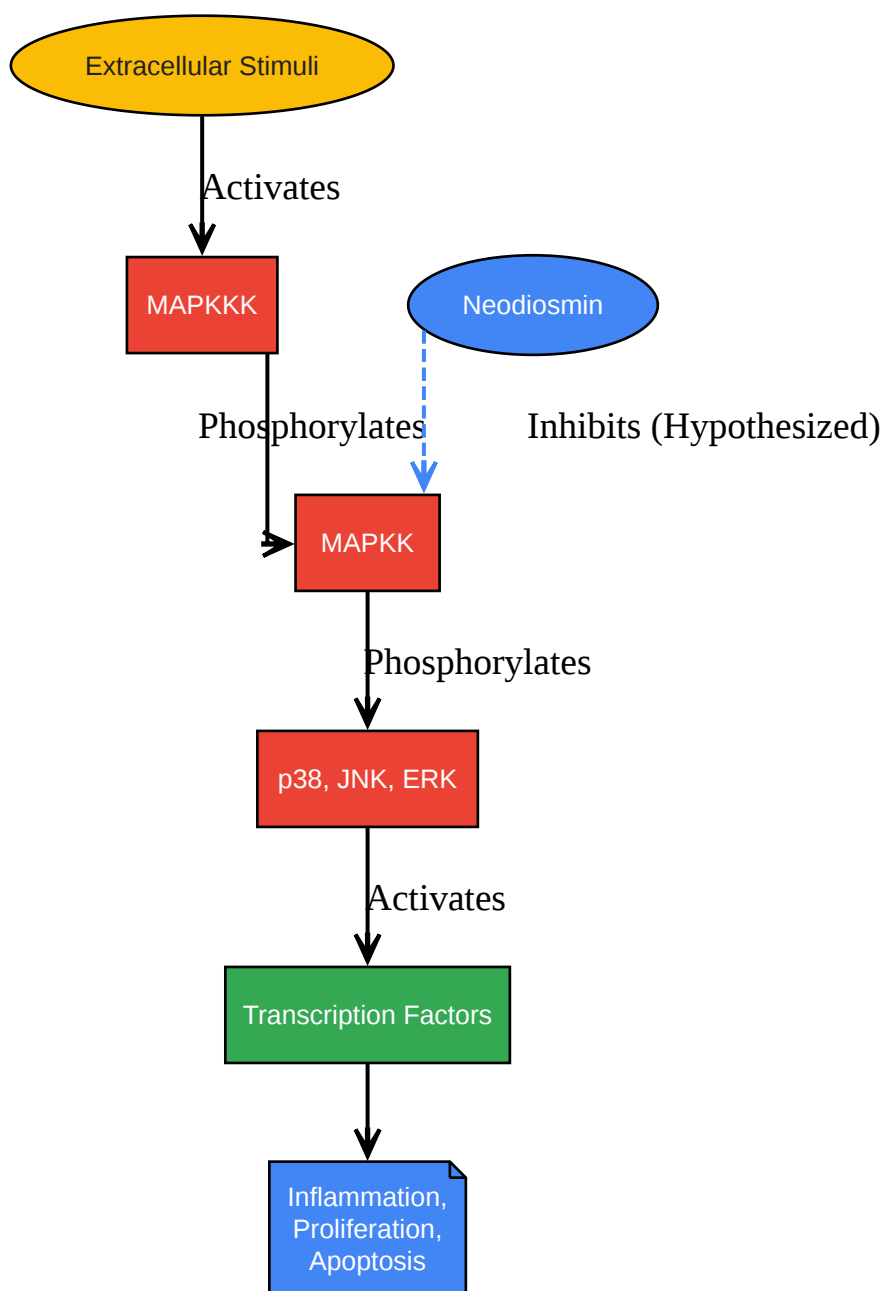 Extracellular Stimuli
Activates
MAPKKK
Neodiosmin
Phosphorylates
Inhibits (Hypothesized)
MAPKK
Phosphorylates
p38, JNK, ERK
Activates
Transcription Factors
Inflammation,
Proliferation,
Apoptosis